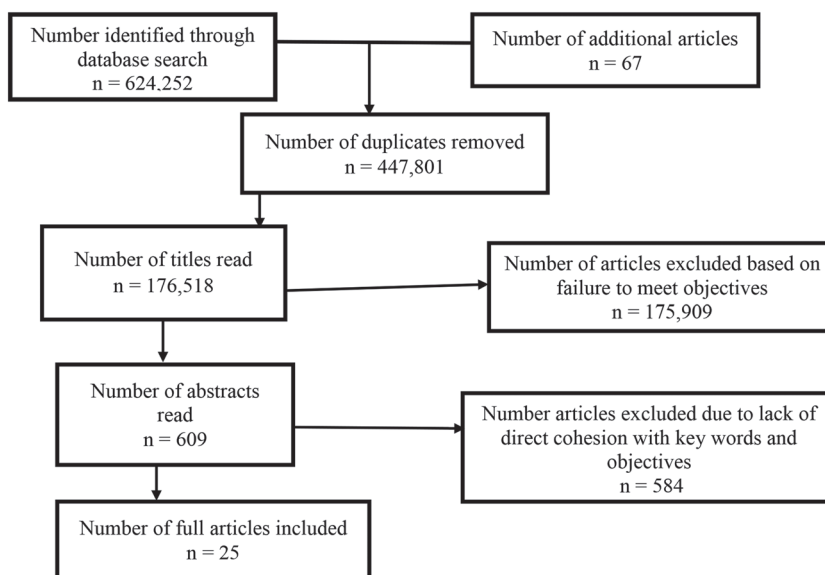 Number identified through
database search
n = 624,252
Number of additional articles
n = 67
Number of duplicates removed
n = 447,801
Number of titles read
n = 176,518
Number of articles excluded based on
failure to meet objectives
n = 175,909
Number of abstracts
read
n = 609
Number articles excluded due to lack of
direct cohesion with key words and
objectives
n = 584
Number of full articles included
n = 25